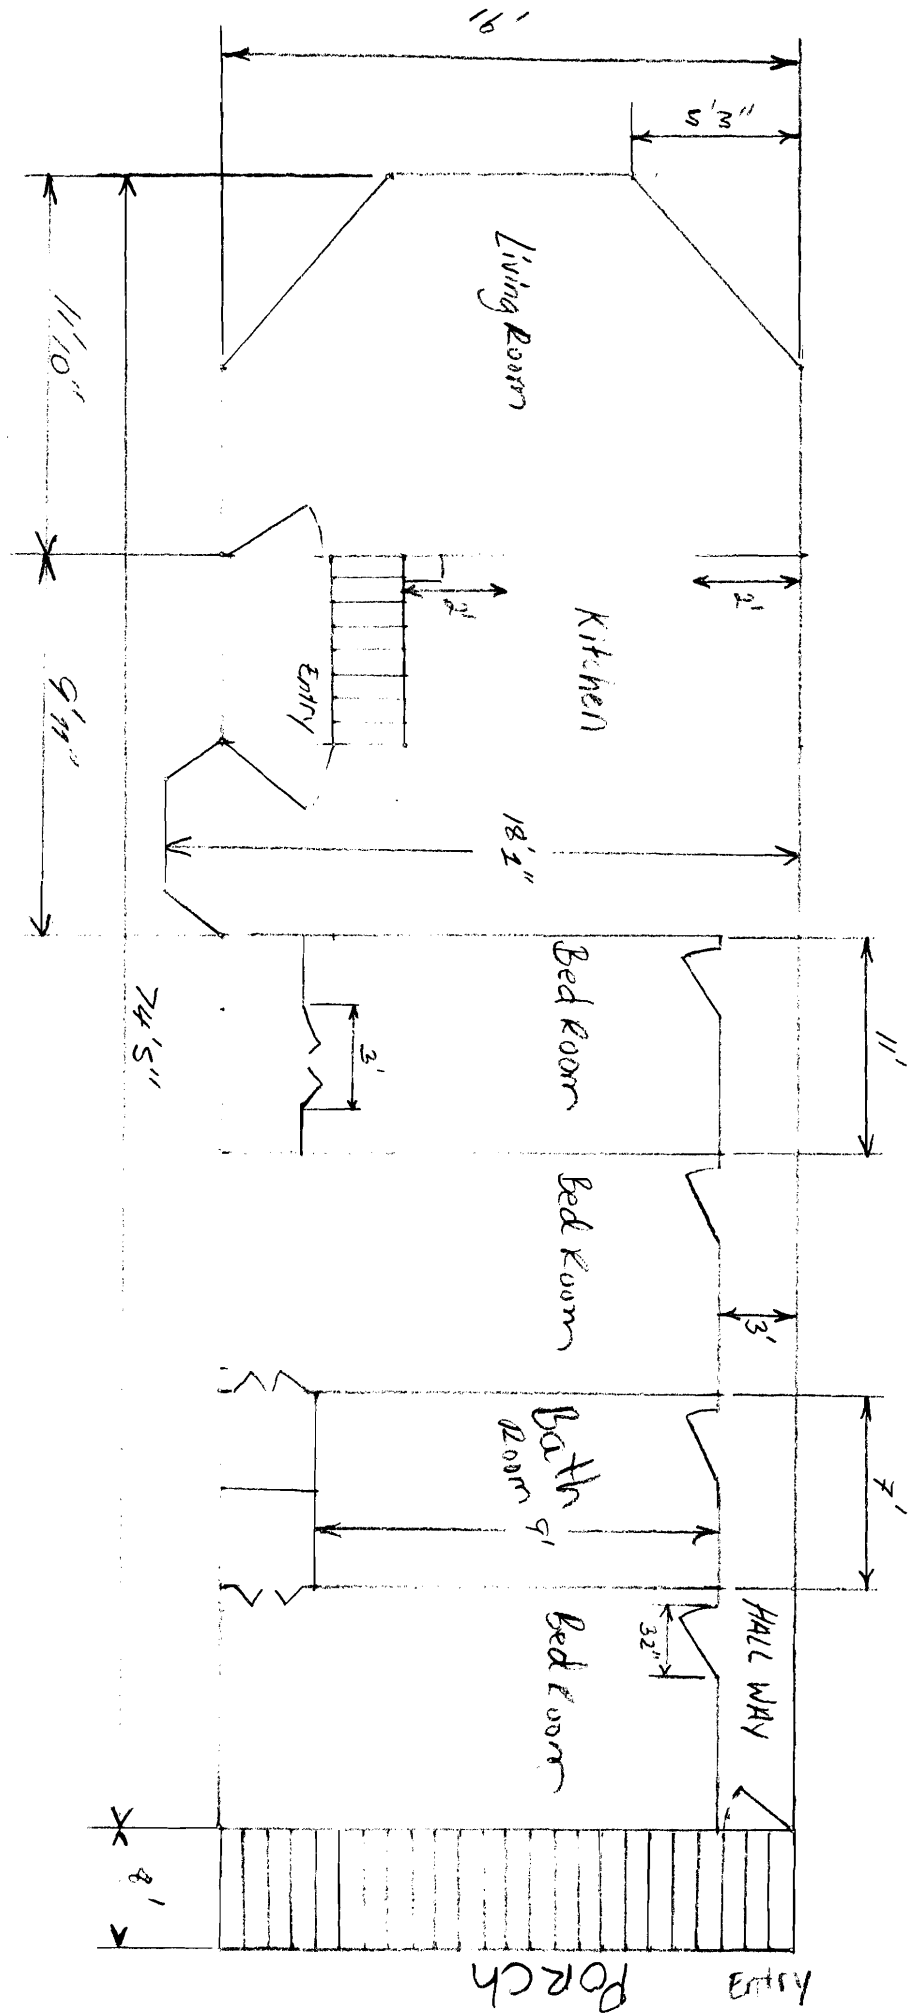 16'
5'3"
Living Room
11'10"
2'
2'
Kitchen
Entry
9'11"
18'2"
74'5"
11'
Bed Room
3'
Bed Room
3'
7'
Bath
Room 9'
HALL WAY
32"
Bed Room
8'
PORCh
Entry